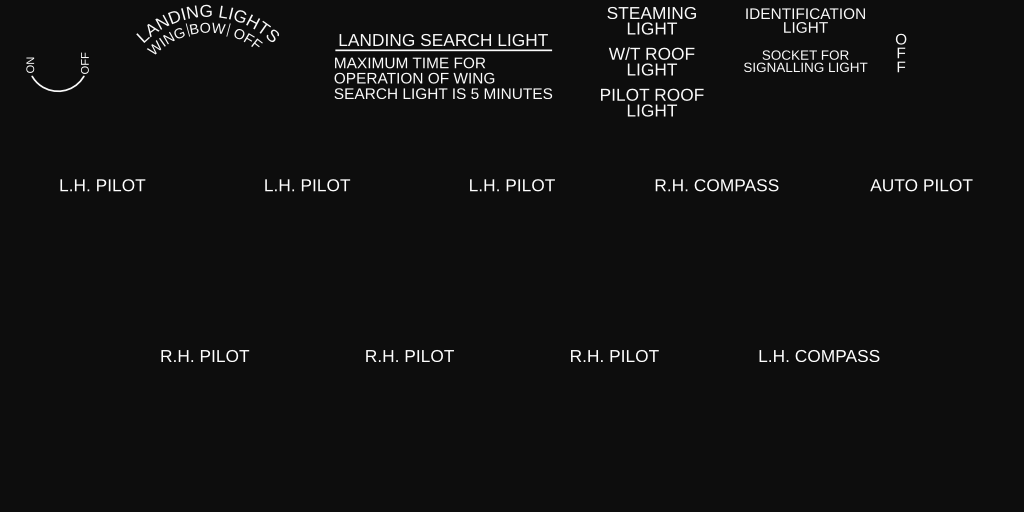 ON
OFF
LANDING LIGHTS
WING BOW OFF
LANDING SEARCH LIGHT
MAXIMUM TIME FOR
OPERATION OF WING
SEARCH LIGHT IS 5 MINUTES
STEAMING
LIGHT
W/T ROOF
LIGHT
PILOT ROOF
LIGHT
IDENTIFICATION
LIGHT
SOCKET FOR
SIGNALLING LIGHT
OFF
L.H. PILOT
L.H. PILOT
L.H. PILOT
R.H. COMPASS
AUTO PILOT
R.H. PILOT
R.H. PILOT
R.H. PILOT
L.H. COMPASS